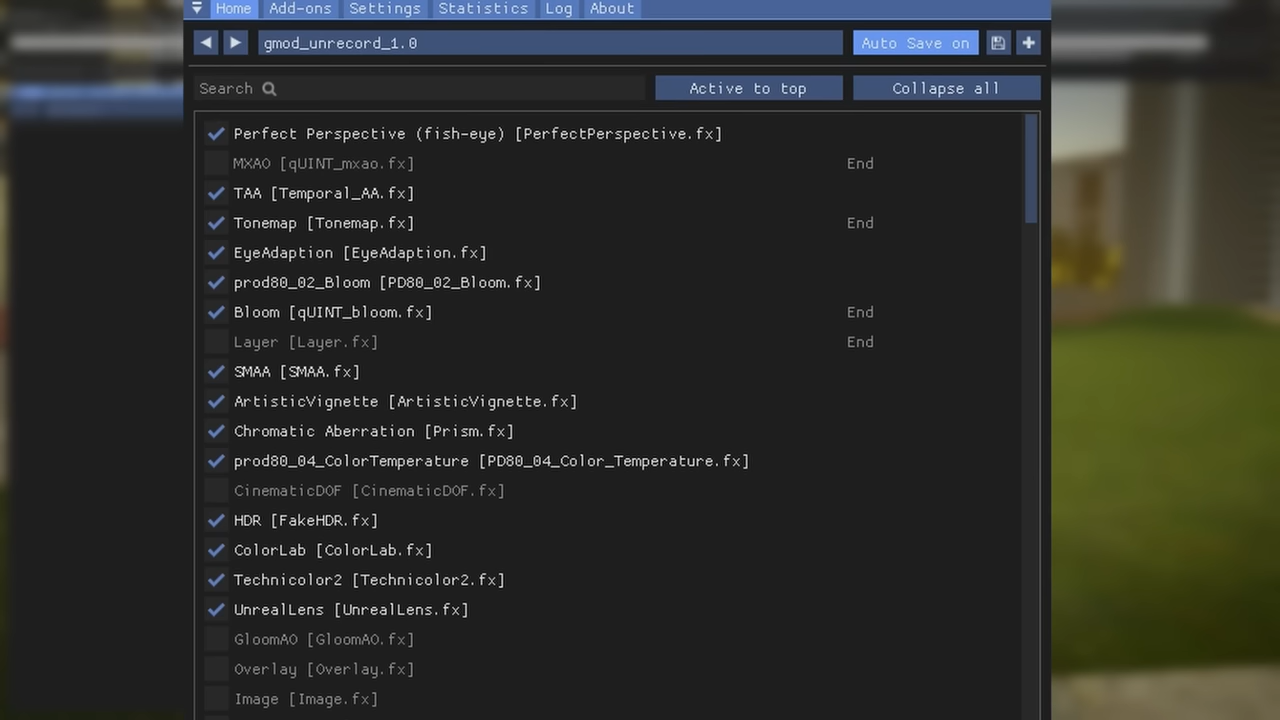 Home Add-ons Settings Statistics Log About
gmod_unrecord_1.0 Auto Save on
Search Active to top Collapse all
Perfect Perspective (fish-eye) [PerfectPerspective.fx]
MXAO [qUINT_mxao.fx] End
TAA [Temporal_AA.fx]
Tonemap [Tonemap.fx] End
EyeAdaption [EyeAdaption.fx]
prod80_02_Bloom [PD80_02_Bloom.fx]
Bloom [qUINT_bloom.fx] End
Layer [Layer.fx] End
SMAA [SMAA.fx]
ArtisticVignette [ArtisticVignette.fx]
Chromatic Aberration [Prism.fx]
prod80_04_ColorTemperature [PD80_04_Color_Temperature.fx]
CinematicDOF [CinematicDOF.fx]
HDR [FakeHDR.fx]
ColorLab [ColorLab.fx]
Technicolor2 [Technicolor2.fx]
UnrealLens [UnrealLens.fx]
GloomAO [GloomAO.fx]
Overlay [Overlay.fx]
Image [Image.fx]